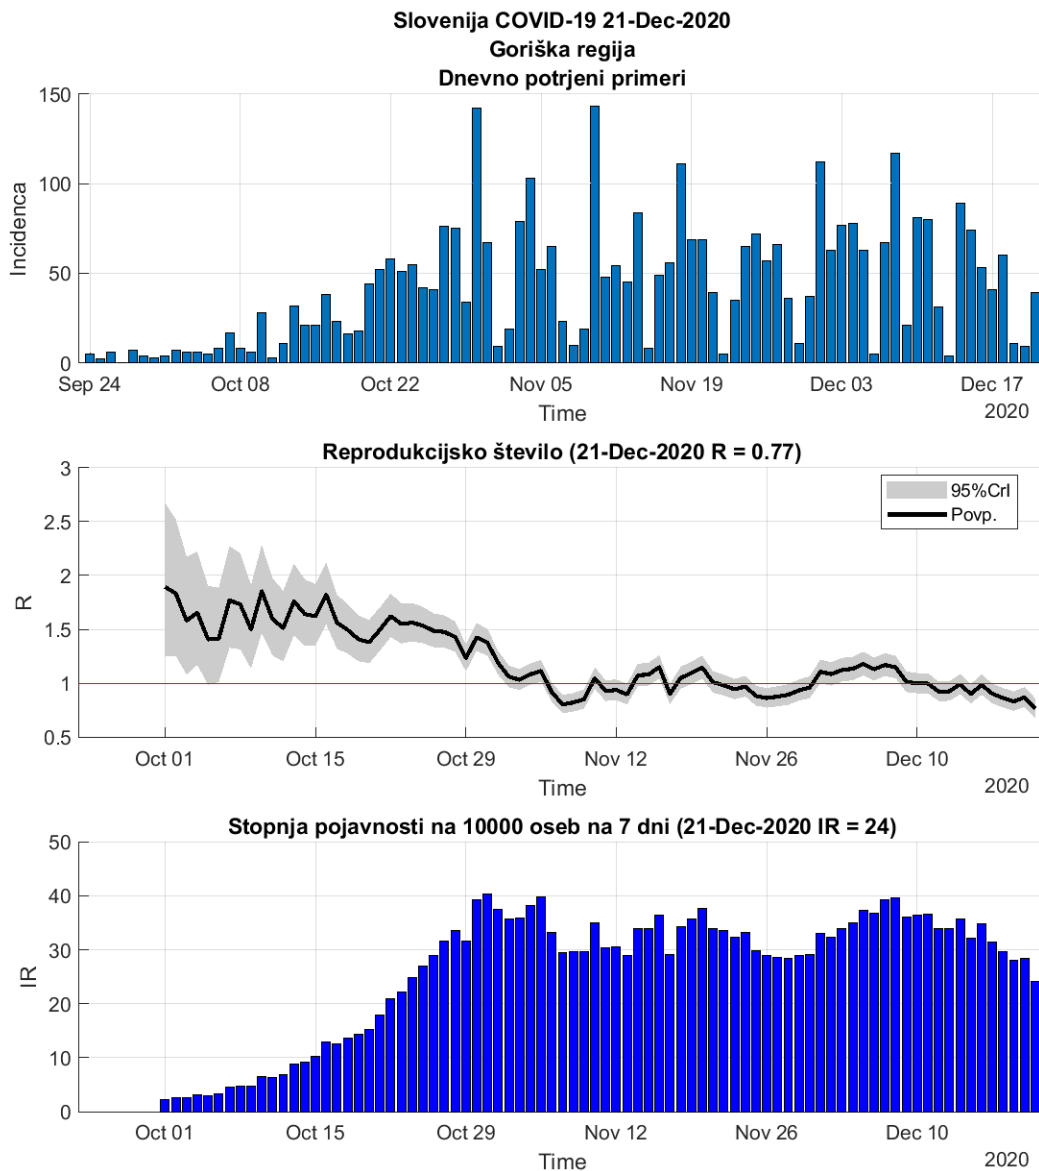 Slovenija COVID-19 21-Dec-2020
Goriška regija
Dnevno potrjeni primeri
150
100
50
0
Incidenca
Sep 24 Oct 08 Oct 22 Nov 05 Nov 19 Dec 03 Dec 17
Time
2020
Reprodukcijsko število (21-Dec-2020 R = 0.77)
3
2.5
2
1.5
1
0.5
R
95%CrI
Povp.
Oct 01 Oct 15 Oct 29 Nov 12 Nov 26 Dec 10
Time
2020
Stopnja pojavnosti na 10000 oseb na 7 dni (21-Dec-2020 IR = 24)
50
40
30
20
10
0
IR
Oct 01 Oct 15 Oct 29 Nov 12 Nov 26 Dec 10
Time
2020